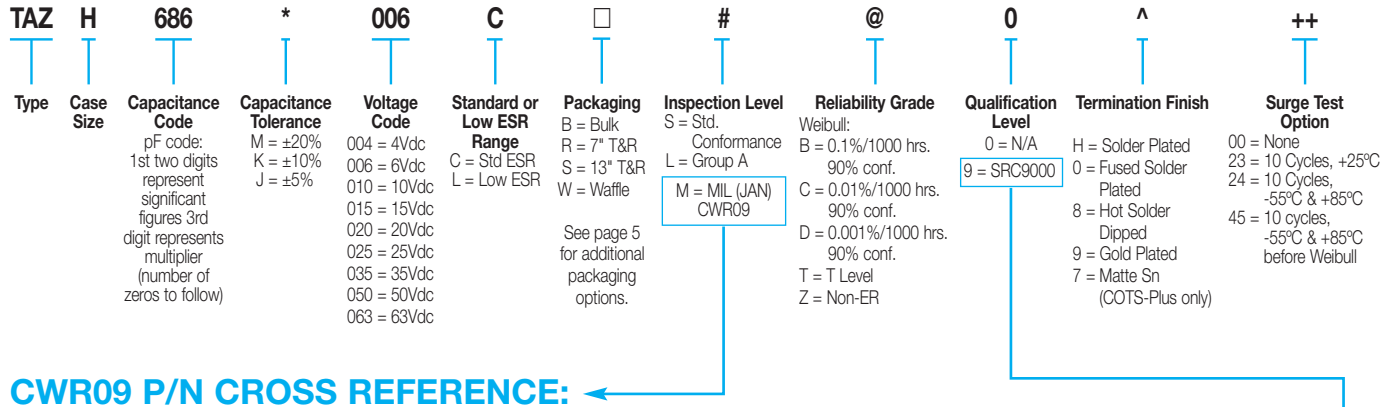 TAZ H 686 * 006 C □ # @ 0 ^ ++
Type
Case
Size
Capacitance
Code
pF code:
1st two digits
represent
significant
figures 3rd
digit represents
multiplier
(number of
zeros to follow)
Capacitance
Tolerance
M = ±20%
K = ±10%
J = ±5%
Voltage
Code
004 = 4Vdc
006 = 6Vdc
010 = 10Vdc
015 = 15Vdc
020 = 20Vdc
025 = 25Vdc
035 = 35Vdc
050 = 50Vdc
063 = 63Vdc
Standard or
Low ESR
Range
C = Std ESR
L = Low ESR
Packaging
B = Bulk
R = 7" T&R
S = 13" T&R
W = Waffle
See page 5
for additional
packaging
options.
Inspection Level
S = Std.
Conformance
L = Group A
M = MIL (JAN)
CWR09
Reliability Grade
Weibull:
B = 0.1%/1000 hrs.
90% conf.
C = 0.01%/1000 hrs.
90% conf.
D = 0.001%/1000 hrs.
90% conf.
T = T Level
Z = Non-ER
Qualification
Level
0 = N/A
9 = SRC9000
Termination Finish
H = Solder Plated
0 = Fused Solder
Plated
8 = Hot Solder
Dipped
9 = Gold Plated
7 = Matte Sn
(COTS-Plus only)
Surge Test
Option
00 = None
23 = 10 Cycles, +25ºC
24 = 10 Cycles,
-55ºC & +85ºC
45 = 10 cycles,
-55ºC & +85ºC
before Weibull
CWR09 P/N CROSS REFERENCE: